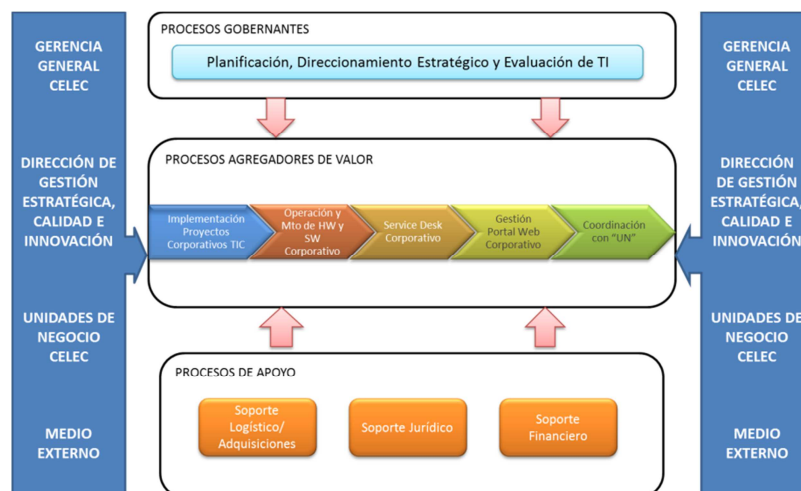 GERENCIA
GENERAL
CELEC
DIRECCIÓN DE
GESTIÓN
ESTRATÉGICA,
CALIDAD E
INNOVACIÓN
UNIDADES DE
NEGOCIO
CELEC
MEDIO
EXTERNO
PROCESOS GOBERNANTES
Planificación, Direccionamiento Estratégico y Evaluación de TI
PROCESOS AGREGADORES DE VALOR
Implementación
Proyectos
Corporativos TIC
Operación y
Mto de HW y
SW
Corporativo
Service Desk
Corporativo
Gestión
Portal Web
Corporativo
Coordinación
con "UN"
PROCESOS DE APOYO
Soporte
Logístico/
Adquisiciones
Soporte Jurídico
Soporte
Financiero
GERENCIA
GENERAL
CELEC
DIRECCIÓN
DE GESTIÓN
ESTRATÉGICA,
CALIDAD E
INNOVACIÓN
UNIDADES DE
NEGOCIO
CELEC
MEDIO
EXTERNO